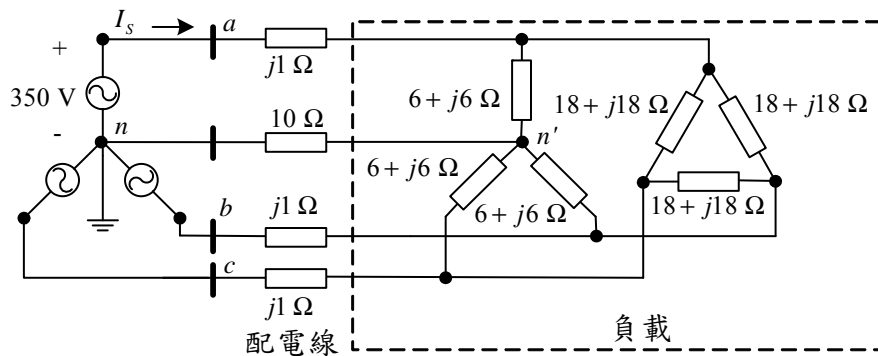 I_S
a
j1 Ω
+
350 V
-
n
10 Ω
6 + j6 Ω
18 + j18 Ω
18 + j18 Ω
n′
6 + j6 Ω
6 + j6 Ω
18 + j18 Ω
b
j1 Ω
c
j1 Ω
配電線
負載